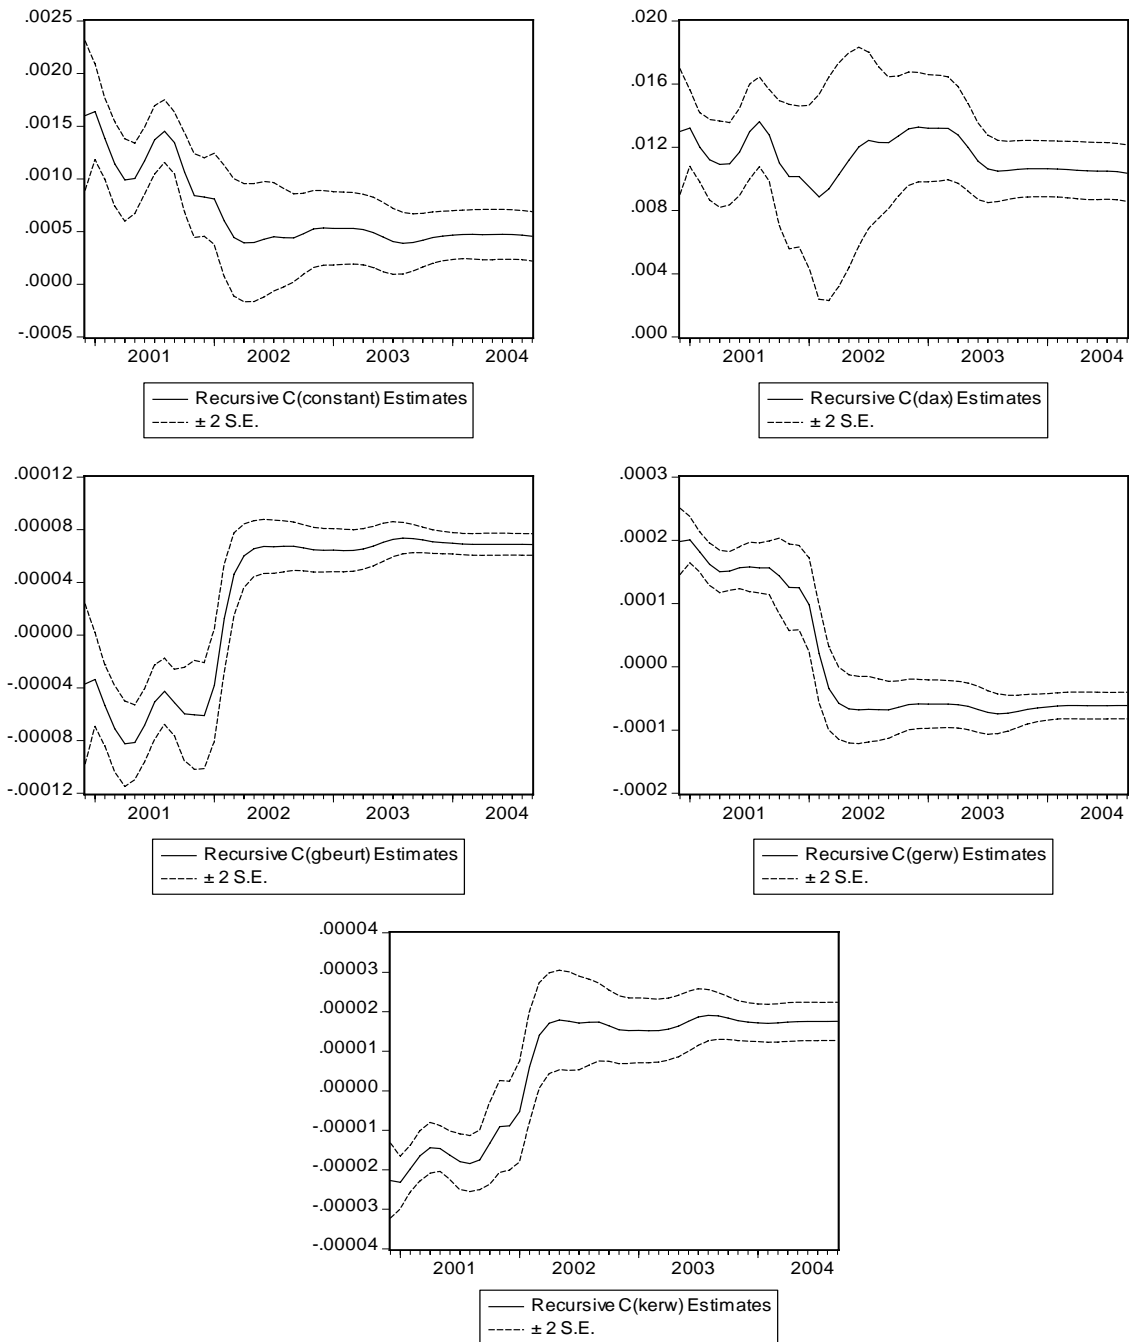 .0025
.0020
.0015
.0010
.0005
.0000
-.0005
2001 2002 2003 2004
Recursive C(constant) Estimates
± 2 S.E.
.020
.016
.012
.008
.004
.000
2001 2002 2003 2004
Recursive C(dax) Estimates
± 2 S.E.
.00012
.00008
.00004
.00000
-.00004
-.00008
-.00012
2001 2002 2003 2004
Recursive C(gbeurt) Estimates
± 2 S.E.
.0003
.0002
.0001
.0000
-.0001
-.0002
2001 2002 2003 2004
Recursive C(gerw) Estimates
± 2 S.E.
.00004
.00003
.00002
.00001
.00000
-.00001
-.00002
-.00003
-.00004
2001 2002 2003 2004
Recursive C(kerw) Estimates
± 2 S.E.